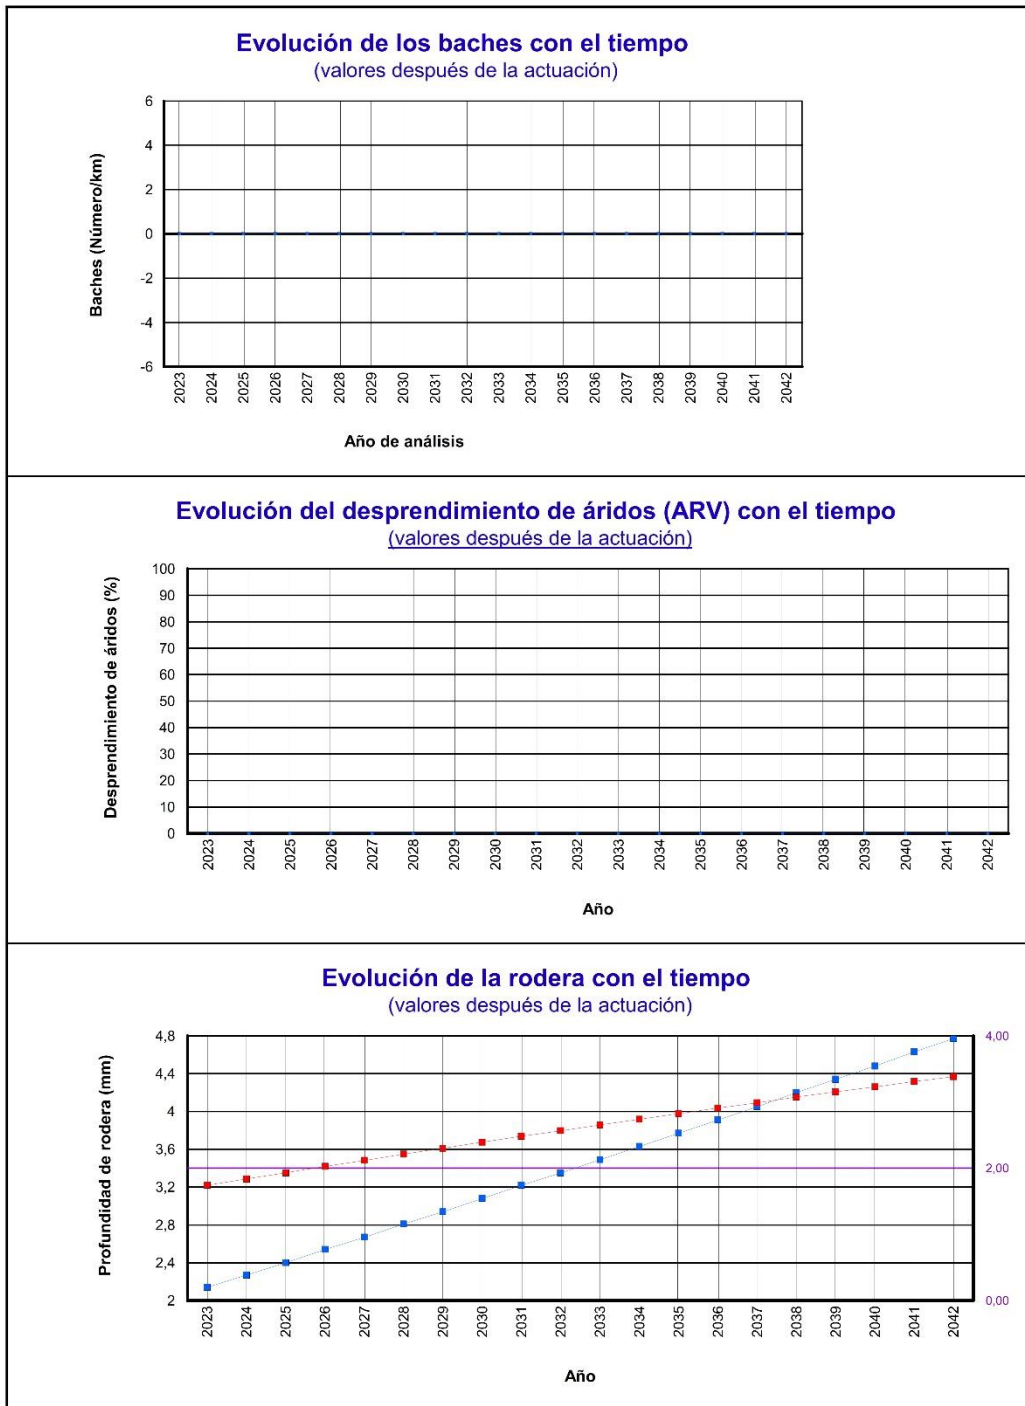 Evolución de los baches con el tiempo
(valores después de la actuación)
Baches (Número/km)
6
4
2
0
-2
-4
-6
2023 2024 2025 2026 2027 2028 2029 2030 2031 2032 2033 2034 2035 2036 2037 2038 2039 2040 2041 2042
Año de análisis
Evolución del desprendimiento de áridos (ARV) con el tiempo
(valores después de la actuación)
Desprendimiento de áridos (%)
100
90
80
70
60
50
40
30
20
10
0
2023 2024 2025 2026 2027 2028 2029 2030 2031 2032 2033 2034 2035 2036 2037 2038 2039 2040 2041 2042
Año
Evolución de la rodera con el tiempo
(valores después de la actuación)
Profundidad de rodera (mm)
4,8 4,00
4,4
4
3,6
2,00
3,2
2,8
2,4
2 0,00
2023 2024 2025 2026 2027 2028 2029 2030 2031 2032 2033 2034 2035 2036 2037 2038 2039 2040 2041 2042
Año